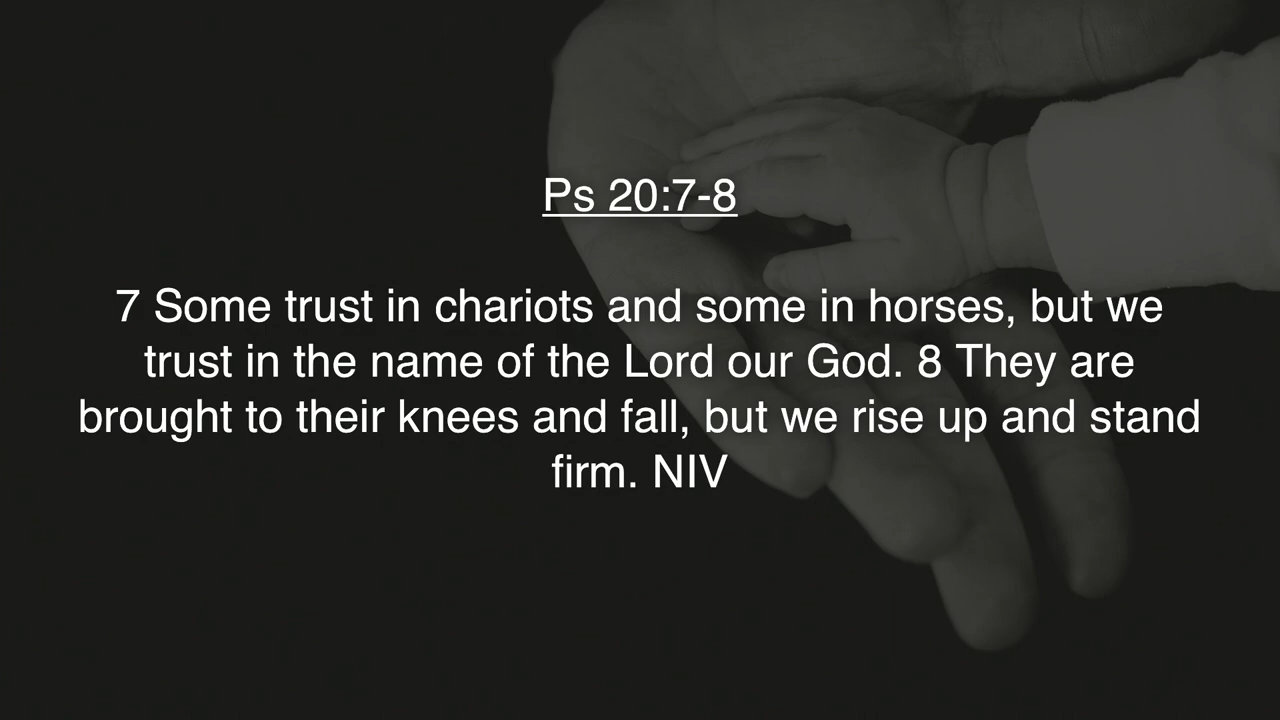 Ps 20:7-8
7 Some trust in chariots and some in horses, but we
trust in the name of the Lord our God. 8 They are
brought to their knees and fall, but we rise up and stand
firm. NIV